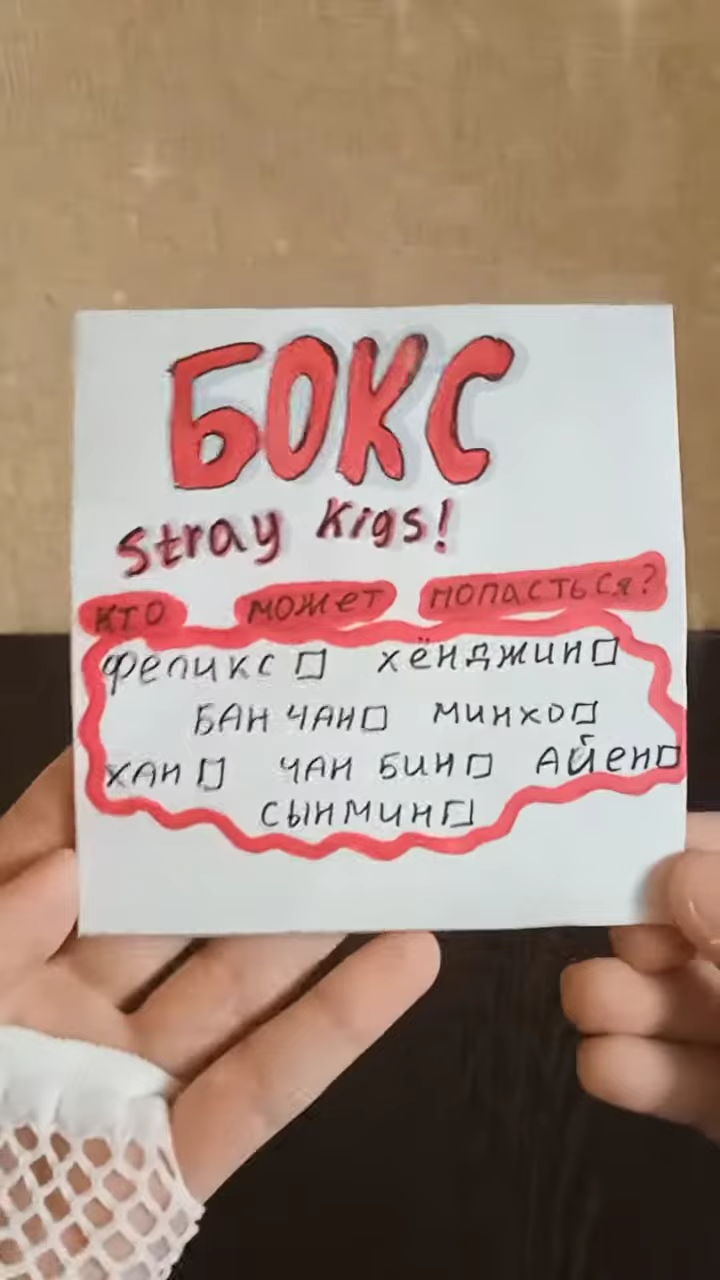 БОКС
Stray Kigs!
КТО МОЖЕТ ПОПАСТЬСЯ?
ФЕЛИКС ХЁНДЖИН
БАН ЧАН МИНХО
ХАН ЧАН БИН АЙЕН
СЫНМИН